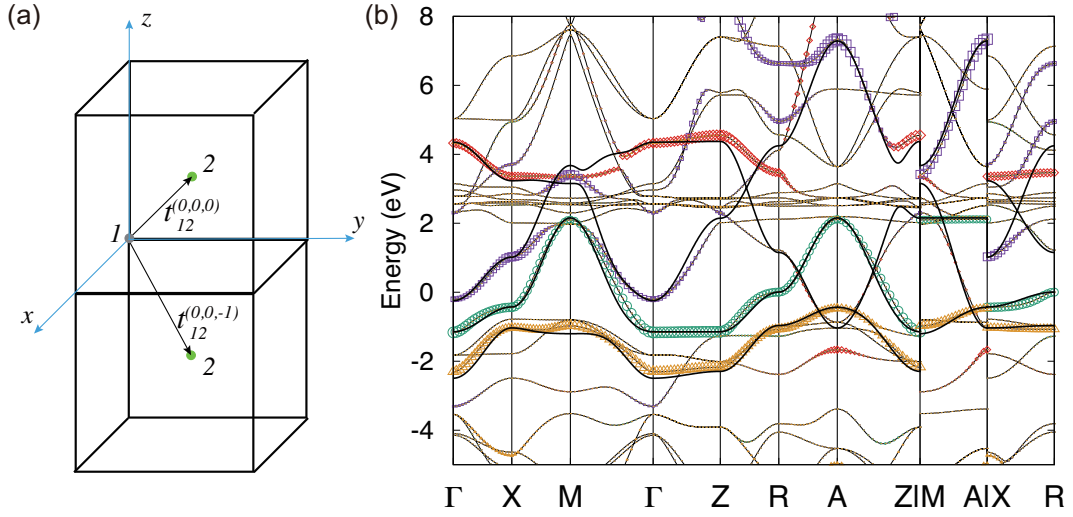 (a)
z
2
t₁₂^(0,0,0)
1
y
x
t₁₂^(0,0,-1)
2
(b)
Energy (eV)
8
6
4
2
0
-2
-4
Γ X M Γ Z R A Z|M A|X R